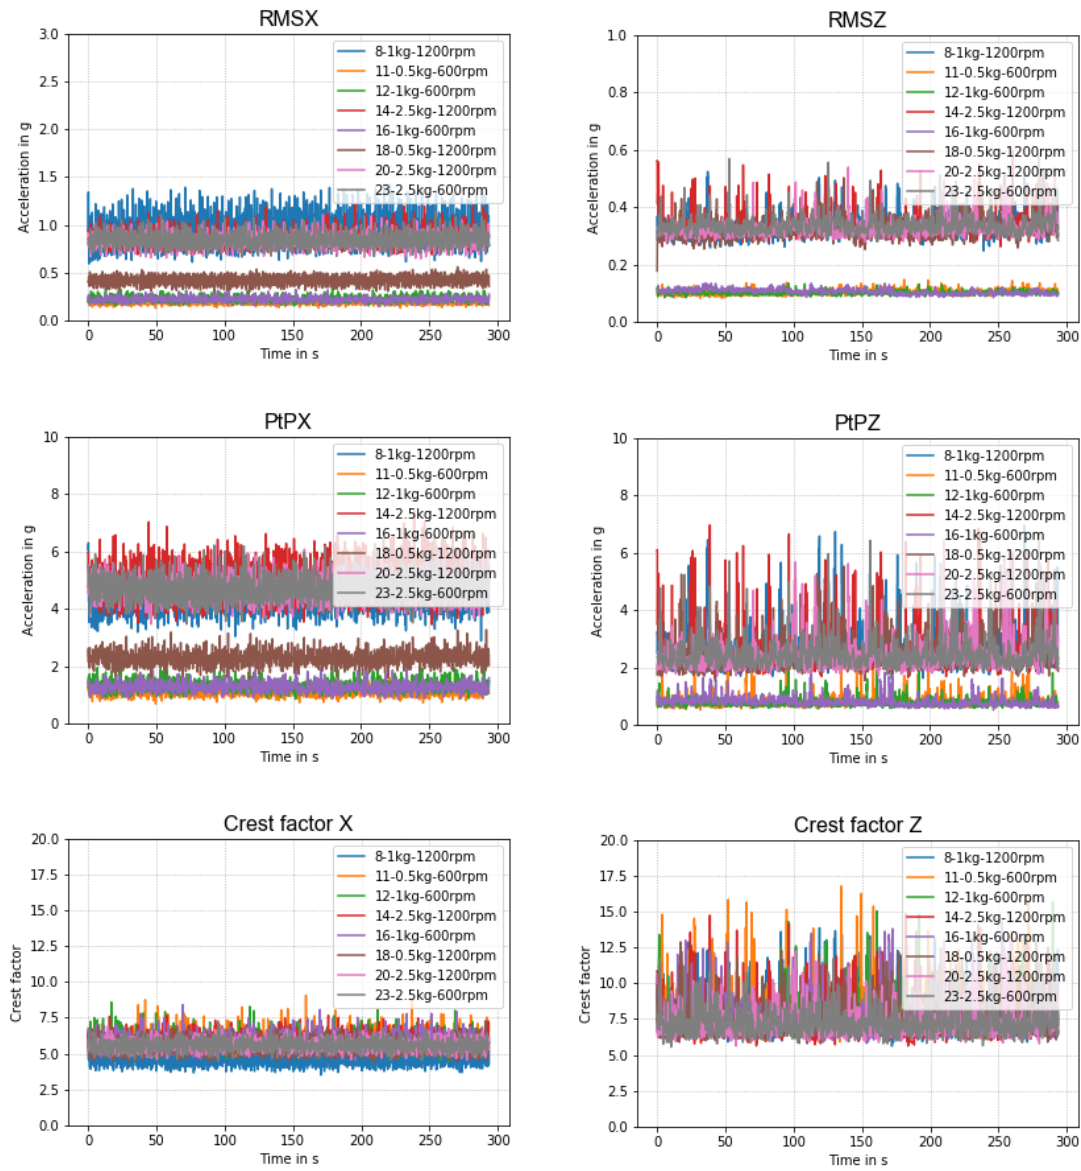 RMSX
3.0
2.5
2.0
1.5
1.0
0.5
0.0
Acceleration in g
8-1kg-1200rpm
11-0.5kg-600rpm
12-1kg-600rpm
14-2.5kg-1200rpm
16-1kg-600rpm
18-0.5kg-1200rpm
20-2.5kg-1200rpm
23-2.5kg-600rpm
0 50 100 150 200 250 300
Time in s
RMSZ
1.0
0.8
0.6
0.4
0.2
0.0
Acceleration in g
8-1kg-1200rpm
11-0.5kg-600rpm
12-1kg-600rpm
14-2.5kg-1200rpm
16-1kg-600rpm
18-0.5kg-1200rpm
20-2.5kg-1200rpm
23-2.5kg-600rpm
0 50 100 150 200 250 300
Time in s
PtPX
10
8
6
4
2
0
Acceleration in g
8-1kg-1200rpm
11-0.5kg-600rpm
12-1kg-600rpm
14-2.5kg-1200rpm
16-1kg-600rpm
18-0.5kg-1200rpm
20-2.5kg-1200rpm
23-2.5kg-600rpm
0 50 100 150 200 250 300
Time in s
PtPZ
10
8
6
4
2
0
Acceleration in g
8-1kg-1200rpm
11-0.5kg-600rpm
12-1kg-600rpm
14-2.5kg-1200rpm
16-1kg-600rpm
18-0.5kg-1200rpm
20-2.5kg-1200rpm
23-2.5kg-600rpm
0 50 100 150 200 250 300
Time in s
Crest factor X
20.0
17.5
15.0
12.5
10.0
7.5
5.0
2.5
0.0
Crest factor
8-1kg-1200rpm
11-0.5kg-600rpm
12-1kg-600rpm
14-2.5kg-1200rpm
16-1kg-600rpm
18-0.5kg-1200rpm
20-2.5kg-1200rpm
23-2.5kg-600rpm
0 50 100 150 200 250 300
Time in s
Crest factor Z
20.0
17.5
15.0
12.5
10.0
7.5
5.0
2.5
0.0
Crest factor
8-1kg-1200rpm
11-0.5kg-600rpm
12-1kg-600rpm
14-2.5kg-1200rpm
16-1kg-600rpm
18-0.5kg-1200rpm
20-2.5kg-1200rpm
23-2.5kg-600rpm
0 50 100 150 200 250 300
Time in s